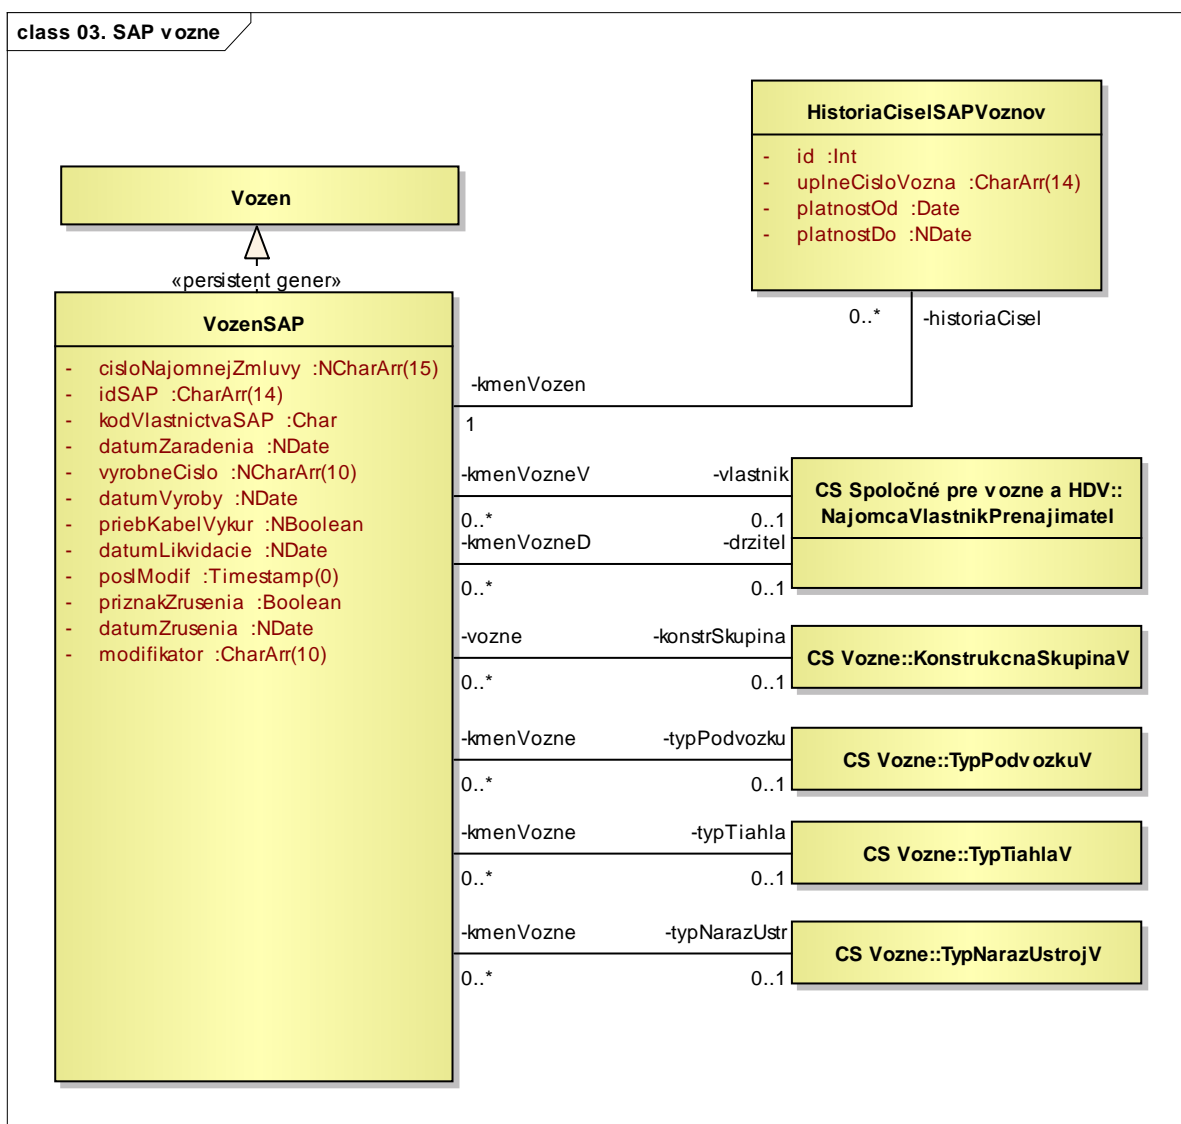 class 03. SAP vozne
HistoriaCiselSAPVoznov
- id :Int
- uplneCisloVozna :CharArr(14)
- platnostOd :Date
- platnostDo :NDate
Vozen
«persistent gener»
VozenSAP
- cisloNajomnejZmluvy :NCharArr(15)
- idSAP :CharArr(14)
- kodVlastnictvaSAP :Char
- datumZaradenia :NDate
- vyrobneCislo :NCharArr(10)
- datumVyroby :NDate
- priebKabelVykur :NBoolean
- datumLikvidacie :NDate
- poslModif :Timestamp(0)
- priznakZrusenia :Boolean
- datumZrusenia :NDate
- modifikator :CharArr(10)
0..* -historiaCisel
-kmenVozen
1
-kmenVozneV -vlastnik
0..* 0..1
CS Spoločné pre vozne a HDV::
NajomcaVlastnikPrenajimatel
-kmenVozneD -drzitel
0..* 0..1
-vozne -konstrSkupina
0..* 0..1
CS Vozne::KonstrukcnaSkupinaV
-kmenVozne -typPodvozku
0..* 0..1
CS Vozne::TypPodvozkuV
-kmenVozne -typTiahla
0..* 0..1
CS Vozne::TypTiahlaV
-kmenVozne -typNarazUstr
0..* 0..1
CS Vozne::TypNarazUstrojV